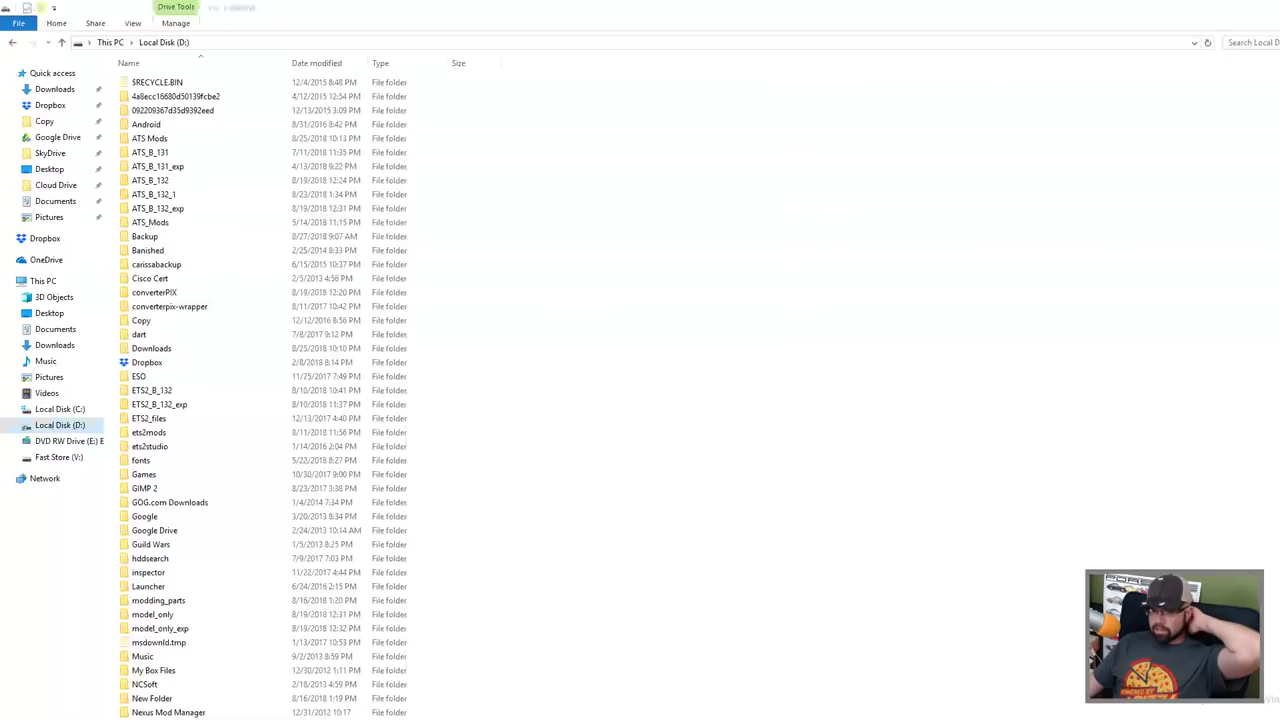 Drive Tools
File Home Share View Manage
This PC Local Disk (D:) Search Local D
Name Date modified Type Size
Quick access
Downloads
Dropbox
Copy
Google Drive
SkyDrive
Desktop
Cloud Drive
Documents
Pictures
Dropbox
OneDrive
This PC
3D Objects
Desktop
Documents
Downloads
Music
Pictures
Videos
Local Disk (C:)
Local Disk (D:)
DVD RW Drive (E:) E
Fast Store (V:)
Network
$RECYCLE.BIN 12/4/2015 8:48 PM File folder
4a8ecc16680d50139fcbe2 4/12/2015 12:54 PM File folder
092209367d35d9392eed 12/13/2015 3:09 PM File folder
Android 8/31/2016 8:42 PM File folder
ATS Mods 8/25/2018 10:13 PM File folder
ATS_B_131 7/11/2018 11:35 PM File folder
ATS_B_131_exp 4/13/2018 9:22 PM File folder
ATS_B_132 8/19/2018 12:24 PM File folder
ATS_B_132_1 8/23/2018 1:34 PM File folder
ATS_B_132_exp 8/19/2018 12:31 PM File folder
ATS_Mods 5/14/2018 11:15 PM File folder
Backup 8/27/2018 9:07 AM File folder
Banished 2/25/2014 8:33 PM File folder
carissabackup 6/15/2015 10:37 PM File folder
Cisco Cert 2/5/2013 4:56 PM File folder
converterPIX 8/19/2018 12:20 PM File folder
converterpix-wrapper 8/11/2017 10:42 PM File folder
Copy 12/12/2016 8:56 PM File folder
dart 7/8/2017 9:12 PM File folder
Downloads 8/25/2018 10:10 PM File folder
Dropbox 2/8/2018 8:14 PM File folder
ESO 11/25/2017 7:49 PM File folder
ETS2_B_132 8/10/2018 10:41 PM File folder
ETS2_B_132_exp 8/10/2018 11:37 PM File folder
ETS2_files 12/13/2017 4:40 PM File folder
ets2mods 8/11/2018 11:56 PM File folder
ets2studio 1/14/2016 2:04 PM File folder
fonts 5/22/2018 8:27 PM File folder
Games 10/30/2017 9:00 PM File folder
GIMP 2 8/23/2017 3:38 PM File folder
GOG.com Downloads 1/4/2014 7:34 PM File folder
Google 3/20/2013 8:34 PM File folder
Google Drive 2/24/2013 10:14 AM File folder
Guild Wars 1/5/2013 8:25 PM File folder
hddsearch 7/9/2017 7:03 PM File folder
inspector 11/22/2017 4:44 PM File folder
Launcher 6/24/2016 2:15 PM File folder
modding_parts 8/16/2018 1:20 PM File folder
model_only 8/19/2018 12:31 PM File folder
model_only_exp 8/19/2018 12:32 PM File folder
msdownld.tmp 1/13/2017 10:53 PM File folder
Music 9/2/2013 8:59 PM File folder
My Box Files 12/30/2012 1:11 PM File folder
NCSoft 2/18/2013 4:59 PM File folder
New Folder 8/16/2018 1:19 PM File folder
Nexus Mod Manager 12/31/2012 10:17 File folder
POWERED BY